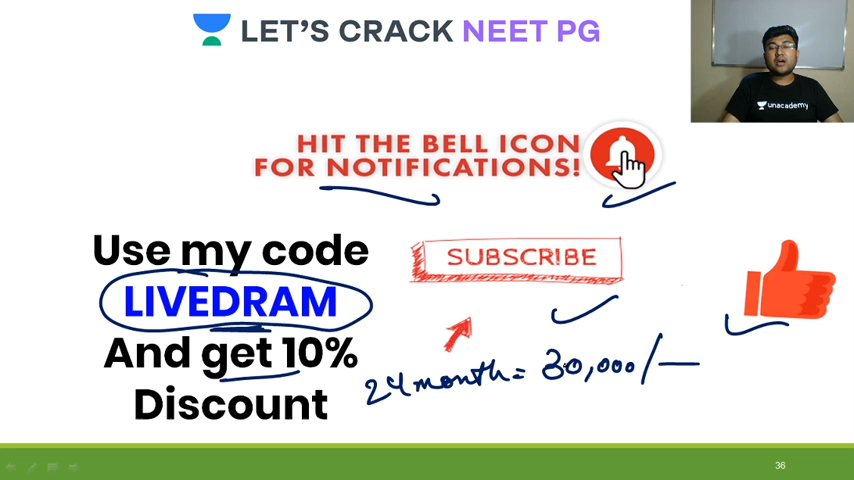 LET'S CRACK NEET PG
unacademy
HIT THE BELL ICON
FOR NOTIFICATIONS!
Use my code
LIVEDRAM
And get 10%
Discount
SUBSCRIBE
24 month = 30,000/-
36